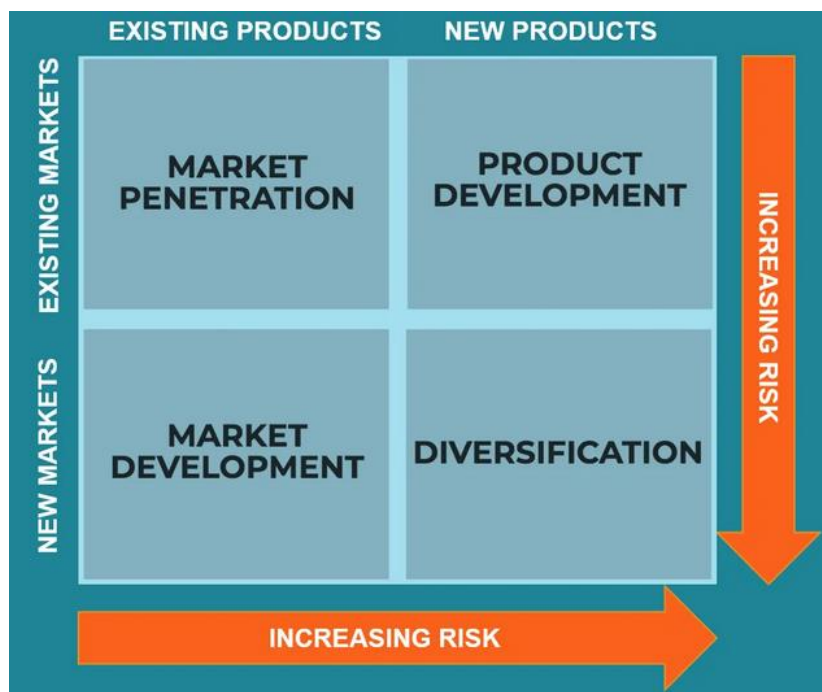 EXISTING PRODUCTS
NEW PRODUCTS
EXISTING MARKETS
MARKET
PENETRATION
PRODUCT
DEVELOPMENT
INCREASING RISK
NEW MARKETS
MARKET
DEVELOPMENT
DIVERSIFICATION
INCREASING RISK